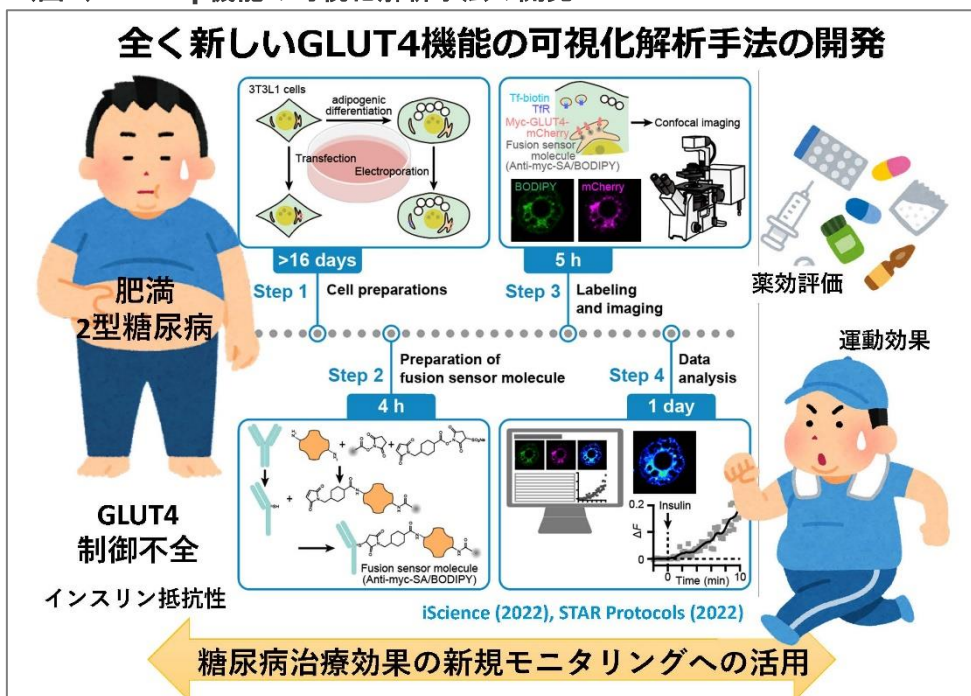 全く新しいGLUT4機能の可視化解析手法の開発
3T3L1 cells
adipogenic
differentiation
Transfection
Electroporation
>16 days
Step 1
Cell preparations
Tf-biotin
TfR
Myc-GLUT4-
mCherry
Fusion sensor
molecule
(Anti-myc-SA/BODIPY)
Confocal imaging
BODIPY
mCherry
5 h
Step 3
Labeling
and imaging
肥満
2型糖尿病
GLUT4
制御不全
インスリン抵抗性
Step 2
Preparation of
fusion sensor molecule
4 h
Fusion sensor molecule
(Anti-myc-SA/BODIPY)
Step 4
Data
analysis
1 day
0.2
Insulin
ΔF
0
0
10
Time (min)
薬効評価
運動効果
iScience (2022), STAR Protocols (2022)
糖尿病治療効果の新規モニタリングへの活用